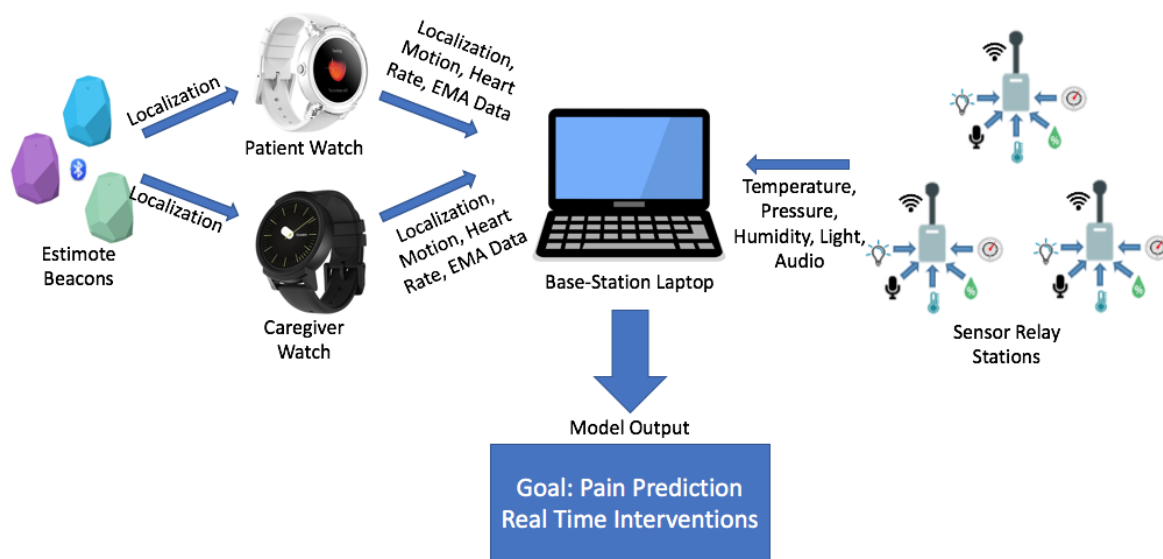 Localization
Localization
Estimote
Beacons
Patient Watch
Caregiver
Watch
Localization,
Motion, Heart
Rate, EMA Data
Localization,
Motion, Heart
Rate, EMA Data
Base-Station Laptop
Temperature,
Pressure,
Humidity, Light,
Audio
%
%
%
Sensor Relay
Stations
Model Output
Goal: Pain Prediction
Real Time Interventions